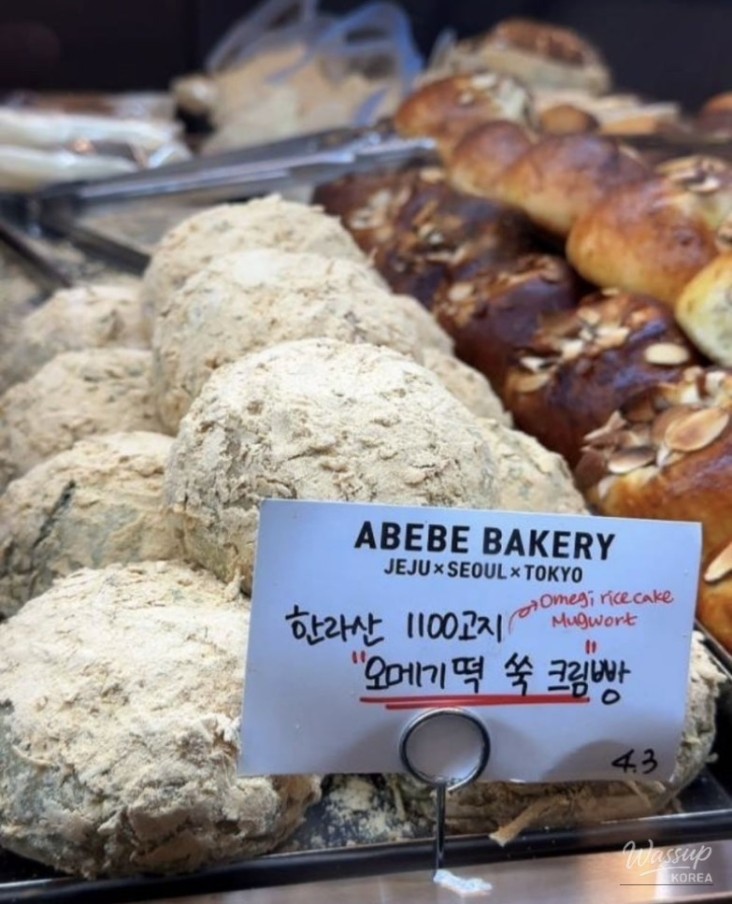 ABEBE BAKERY
JEJU×SEOUL×TOKYO
한라산 1100고지
Omegi rice cake
Mugwort
"오메기떡 쑥 크림"빵
4.3
Wassup
KOREA